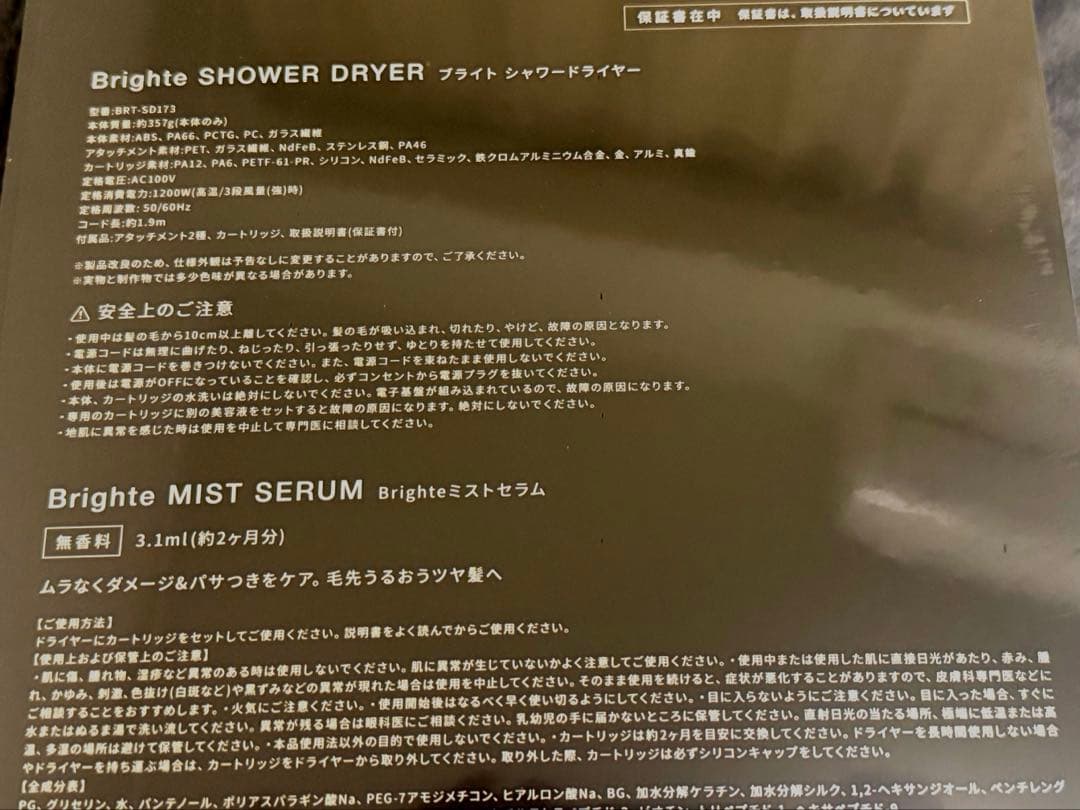 保証書在中 保証書は、取扱説明書についています
Brighte SHOWER DRYER ブライト シャワードライヤー
型番:BRT-SD173
本体質量:約357g(本体のみ)
本体素材:ABS、PA66、PCTG、PC、ガラス繊維
アタッチメント素材:PET、ガラス繊維、NdFeB、ステンレス鋼、PA46
カートリッジ素材:PA12、PA6、PETF-61-PR、シリコン、NdFeB、セラミック、鉄クロムアルミニウム合金、金、アルミ、真鍮
定格電圧:AC100V
定格消費電力:1200W(高温/3段風量(強)時)
定格周波数: 50/60Hz
コード長:約1.9m
付属品:アタッチメント2種、カートリッジ、取扱説明書(保証書付)
※製品改良のため、仕様外観は予告なしに変更することがありますので、ご了承ください。
※実物と制作物では多少色味が異なる場合があります。
⚠ 安全上のご注意
・使用中は髪の毛から10cm以上離してください。髪の毛が吸い込まれ、切れたり、やけど、故障の原因となります。
・電源コードは無理に曲げたり、ねじったり、引っ張ったりせず、ゆとりを持たせて使用してください。
・本体に電源コードを巻きつけないでください。また、電源コードを束ねたまま使用しないでください。
・使用後は電源がOFFになっていることを確認し、必ずコンセントから電源プラグを抜いてください。
・本体、カートリッジの水洗いは絶対にしないでください。電子基盤が組み込まれているので、故障の原因になります。
・専用のカートリッジに別の美容液をセットすると故障の原因になります。絶対にしないでください。
・地肌に異常を感じた時は使用を中止して専門医に相談してください。
Brighte MIST SERUM Brighteミストセラム
無香料 3.1ml(約2ヶ月分)
ムラなくダメージ&パサつきをケア。毛先うるおうツヤ髪へ
【ご使用方法】
ドライヤーにカートリッジをセットしてご使用ください。説明書をよく読んでからご使用ください。
【使用上および保管上のご注意】
・肌に傷、腫れ物、湿疹など異常のある時は使用しないでください。肌に異常が生じていないかよく注意してご使用ください。・使用中または使用した肌に直接日光があたり、赤み、腫
れ、かゆみ、刺激、色抜け(白斑など)や黒ずみなどの異常が現れた場合は使用を中止してください。そのまま使用を続けると、症状が悪化することがありますので、皮膚科専門医などに
ご相談することをおすすめします。・火気にご注意ください。・使用開始後はなるべく早く使い切るようにしてください。・目に入らないようにご注意ください。目に入った場合、すぐに
水またはぬるま湯で洗い流してください。異常が残る場合は眼科医にご相談ください。乳幼児の手に届かないところに保管してください。直射日光の当たる場所、極端に低温または高
温、多湿の場所は避けて保管してください。・本品使用法以外の目的で使用しないでください。・カートリッジは約2ヶ月を目安に交換してください。ドライヤーを長時間使用しない場合
やドライヤーを持ち運ぶ場合は、カートリッジをドライヤーから取り外してください。取り外した際、カートリッジは必ずシリコンキャップをしてください。
【全成分表】
PG、グリセリン、水、パンテノール、ポリアスパラギン酸Na、PEG-7アモジメチコン、ヒアルロン酸Na、BG、加水分解ケラチン、加水分解シルク、1,2-ヘキサンジオール、ペンチレング